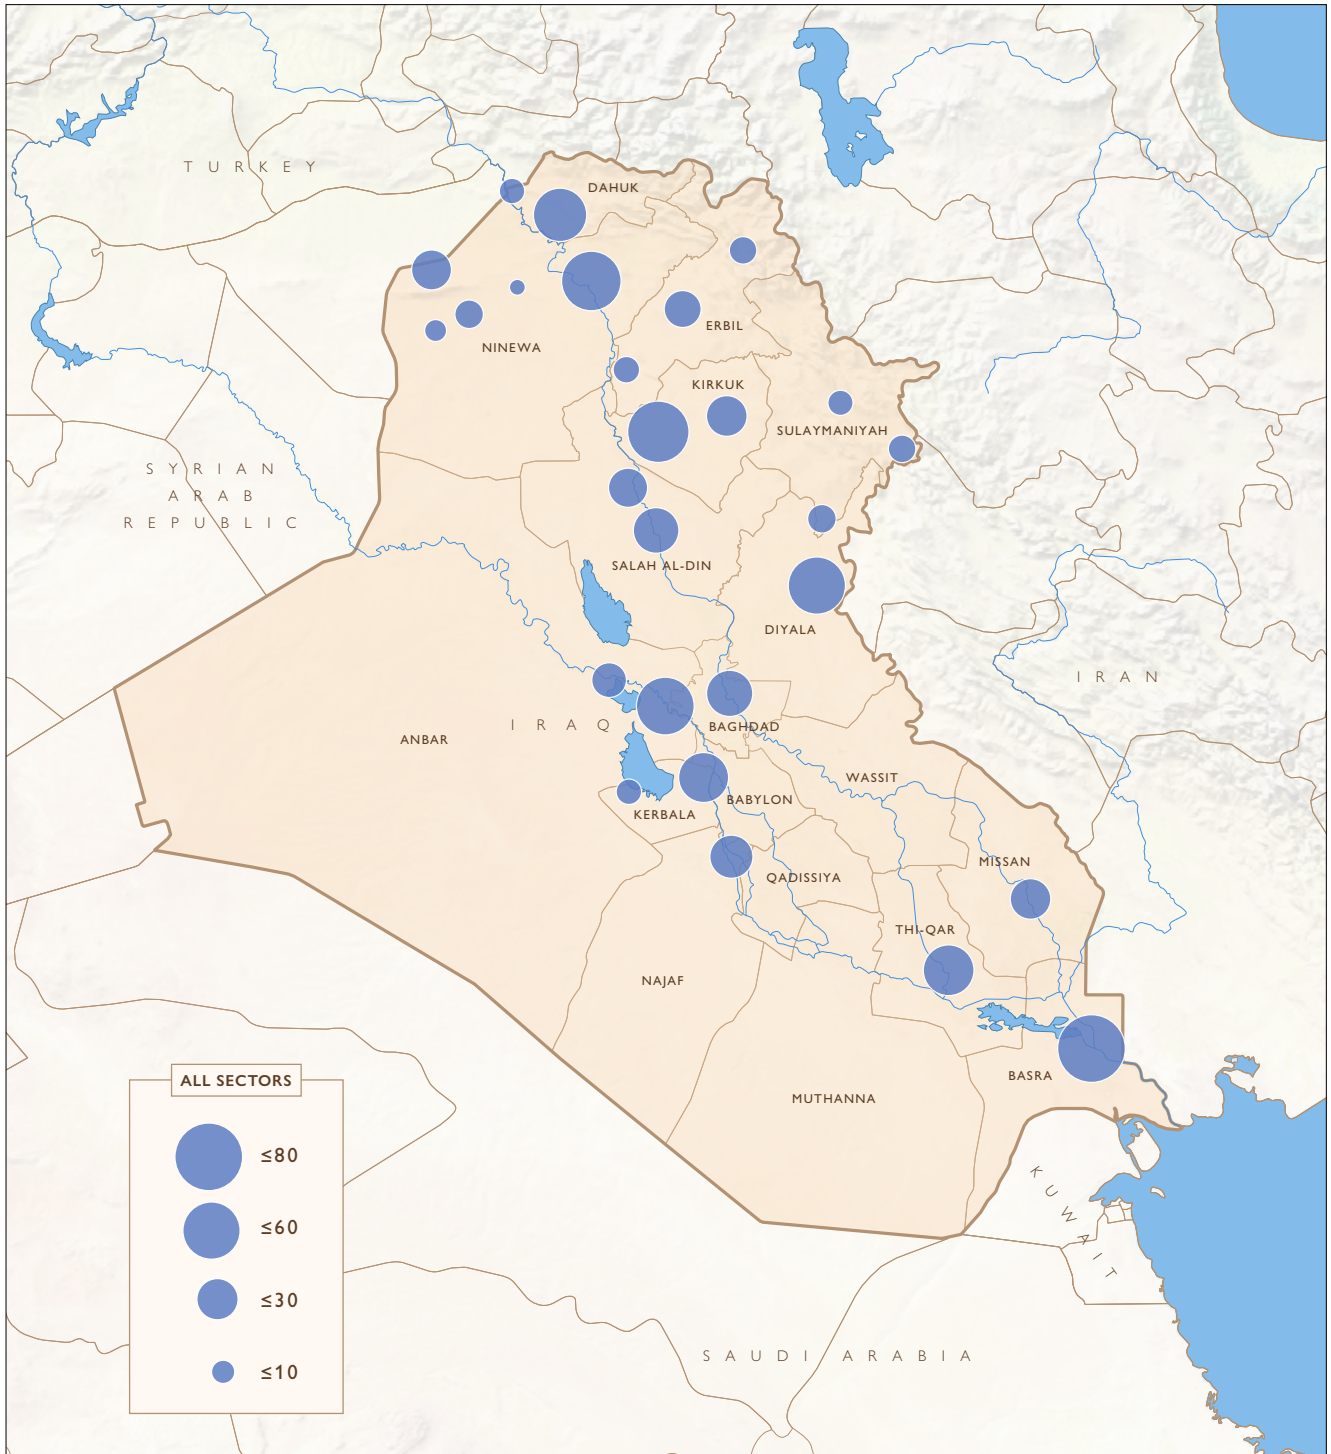 TURKEY
DAHUK
ERBIL
NINEWA
KIRKUK
SULAYMANIYAH
SYRIAN
ARAB
REPUBLIC
SALAH AL-DIN
DIYALA
IRAN
IRAQ
BAGHDAD
ANBAR
WASSIT
BABYLON
KERBALA
MISSAN
QADISSIYA
THI-QAR
NAJAF
BASRA
MUTHANNA
ALL SECTORS
≤80
≤60
≤30
≤10
KUWAIT
SAUDI ARABIA